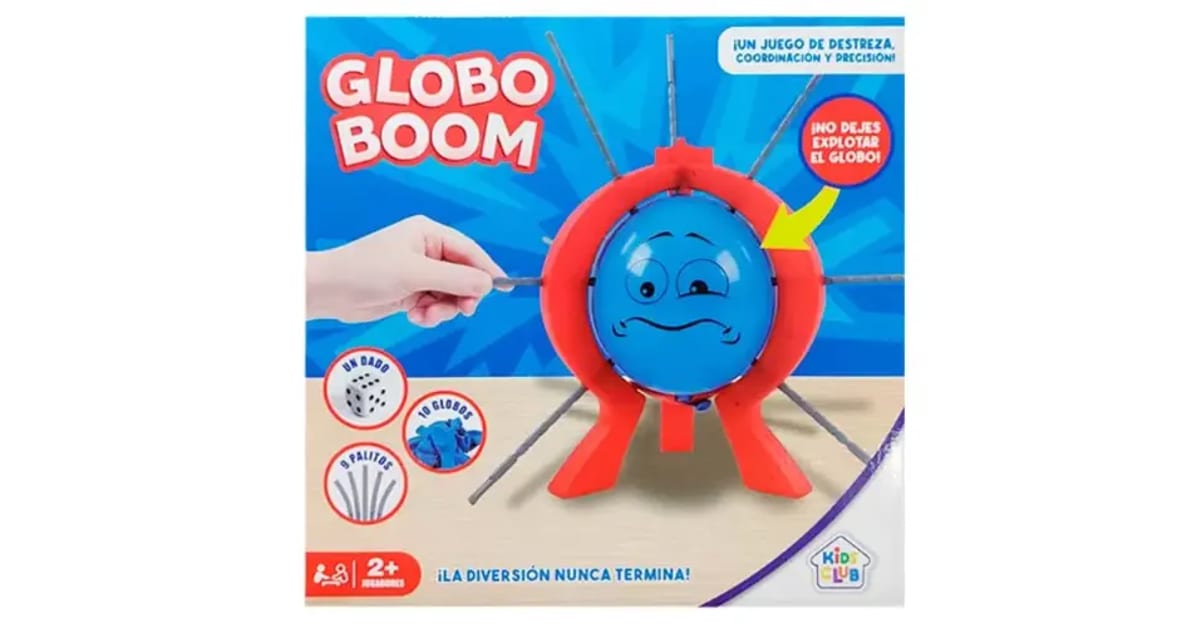 ¡UN JUEGO DE DESTREZA,
COORDINACIÓN Y PRECISIÓN!
GLOBO
BOOM
¡NO DEJES
EXPLOTAR
EL GLOBO!
UN DADO
10 GLOBOS
9 PALITOS
2+
JUGADORES
¡LA DIVERSIÓN NUNCA TERMINA!
KiDS
CLUB